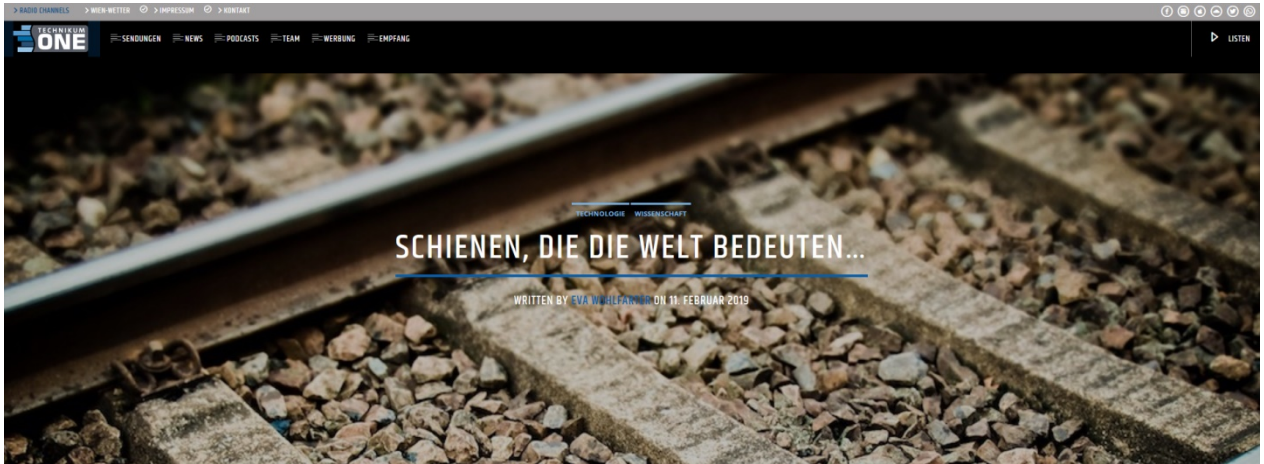 > RADIO CHANNELS > WIEN-WETTER > IMPRESSUM > KONTAKT
TECHNIKUM
ONE
SENDUNGEN NEWS PODCASTS TEAM WERBUNG EMPFANG
LISTEN
TECHNOLOGIE WISSENSCHAFT
SCHIENEN, DIE DIE WELT BEDEUTEN...
WRITTEN BY EVA WOHLFARTER ON 11. FEBRUAR 2019